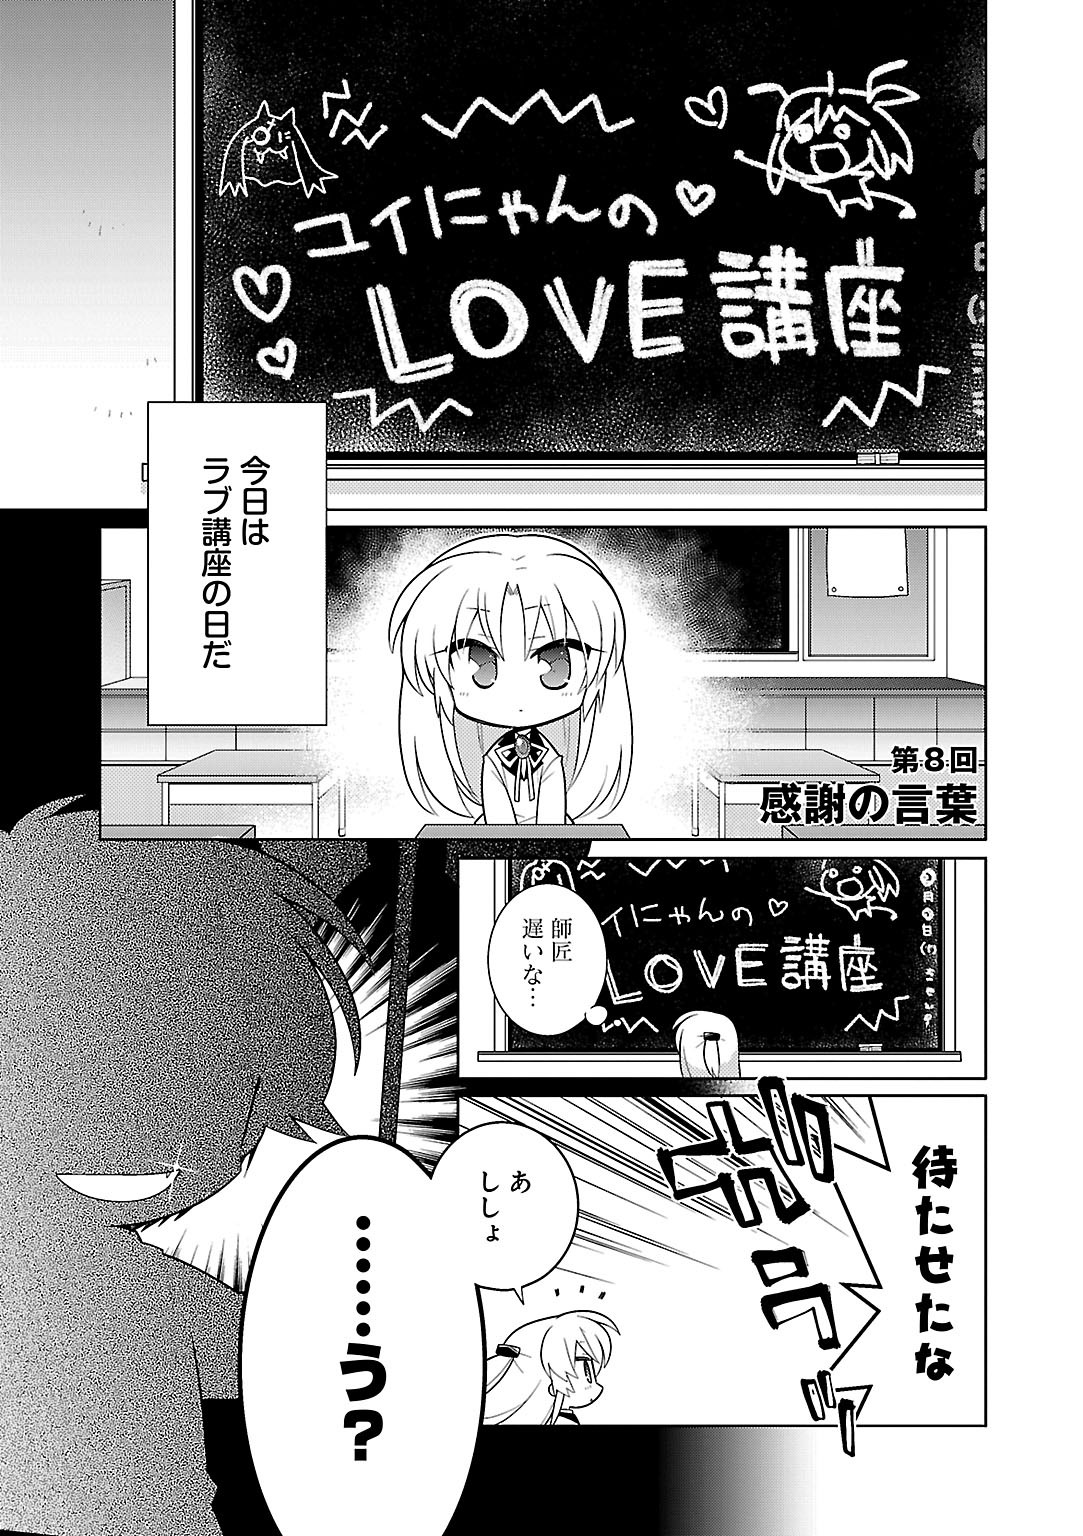 ユイにゃんの
LOVE講座
今日は
ラブ講座の日だ
第8回
感謝の言葉
イにゃんの
LOVE講座
師匠
遅いな…
待たせたな
ガラッ
あ
ししょ
………う?